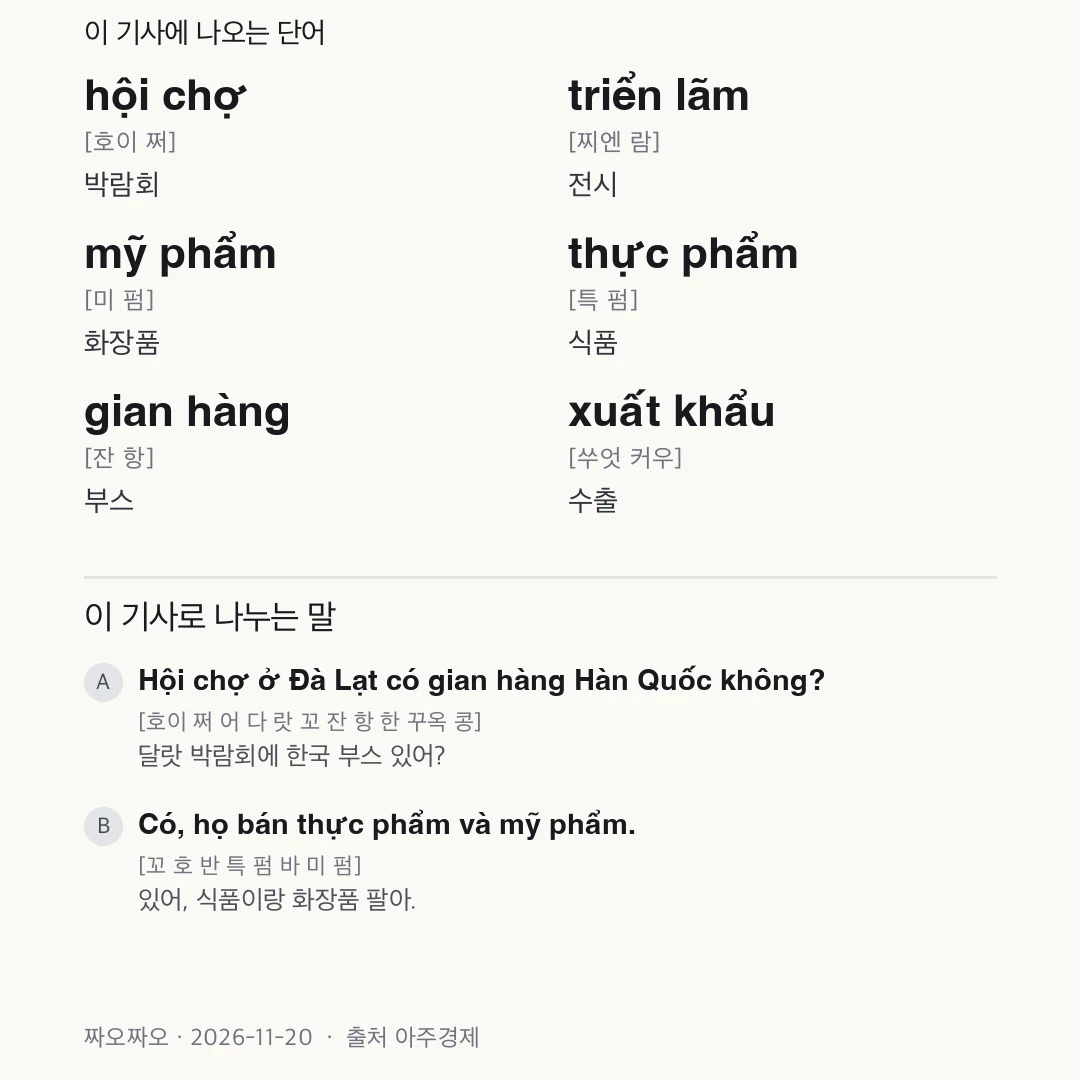 이 기사에 나오는 단어
hội chợ
[호이 쩌]
박람회
triển lãm
[찌엔 람]
전시
mỹ phẩm
[미 펌]
화장품
thực phẩm
[특 펌]
식품
gian hàng
[잔 항]
부스
xuất khẩu
[쑤엇 커우]
수출
이 기사로 나누는 말
A Hội chợ ở Đà Lạt có gian hàng Hàn Quốc không?
[호이 쩌 어 다 랏 꼬 잔 항 한 꾸옥 콩]
달랏 박람회에 한국 부스 있어?
B Có, họ bán thực phẩm và mỹ phẩm.
[꼬 호 반 특 펌 바 미 펌]
있어, 식품이랑 화장품 팔아.
짜오짜오 · 2026-11-20 · 출처 아주경제